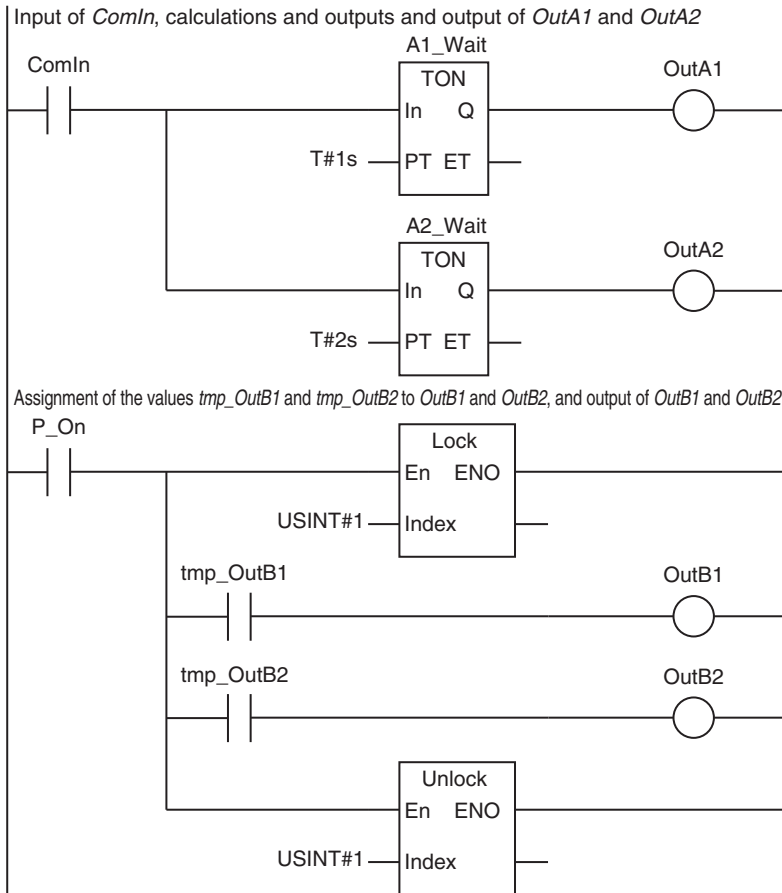 Input of ComIn, calculations and outputs and output of OutA1 and OutA2
A1_Wait
ComIn
TON
OutA1
In Q
T#1s
PT ET
A2_Wait
TON
OutA2
In Q
T#2s
PT ET
Assignment of the values tmp_OutB1 and tmp_OutB2 to OutB1 and OutB2, and output of OutB1 and OutB2
P_On
Lock
En ENO
USINT#1
Index
tmp_OutB1
OutB1
tmp_OutB2
OutB2
Unlock
En ENO
USINT#1
Index